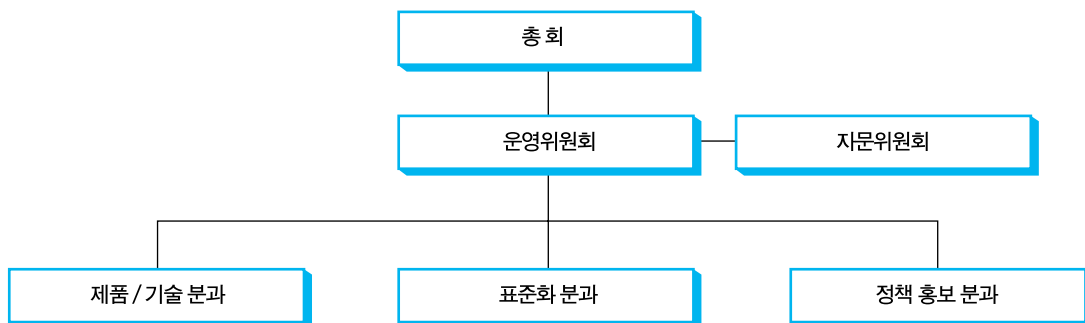 총 회
운영위원회
자문위원회
제품 / 기술 분과
표준화 분과
정책 홍보 분과